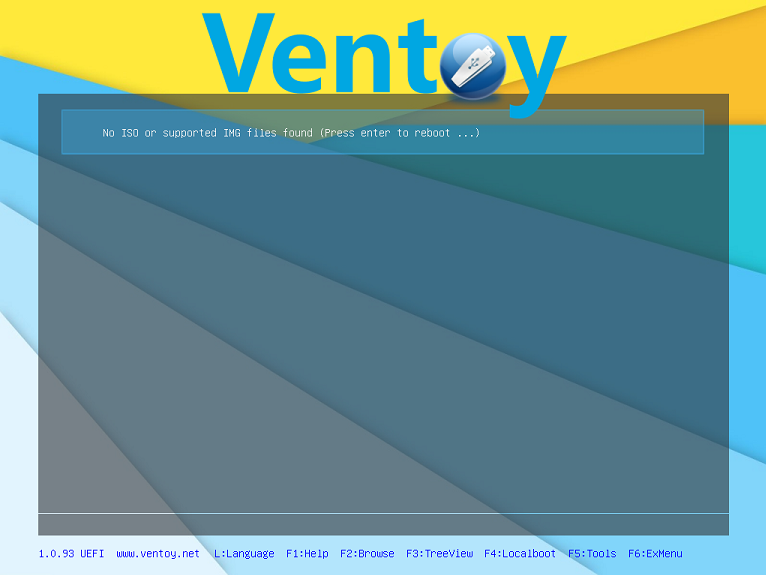 Ventoy
No ISO or supported IMG files found (Press enter to reboot ...)
1.0.93 UEFI www.ventoy.net L:Language F1:Help F2:Browse F3:TreeView F4:Localboot F5:Tools F6:ExMenu